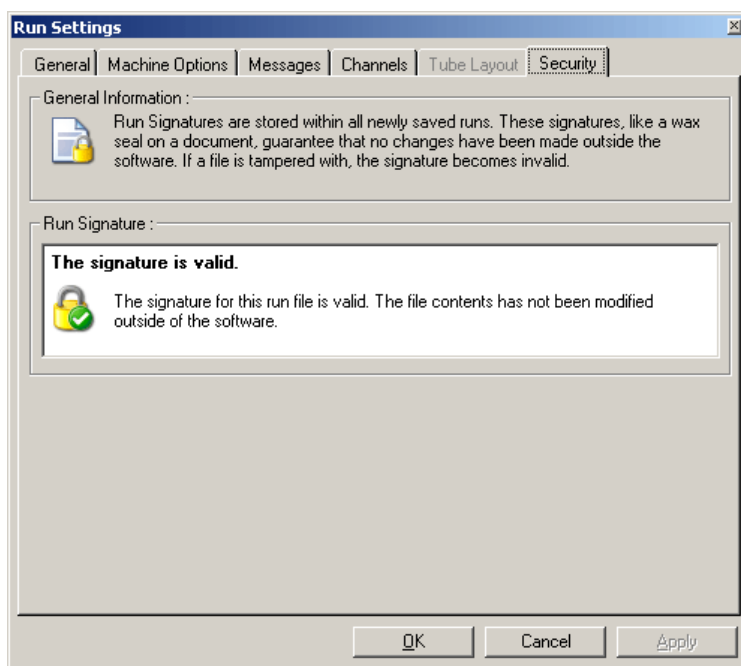 Run Settings
General Machine Options Messages Channels Tube Layout Security
General Information :
Run Signatures are stored within all newly saved runs. These signatures, like a wax
seal on a document, guarantee that no changes have been made outside the
software. If a file is tampered with, the signature becomes invalid.
Run Signature :
The signature is valid.
The signature for this run file is valid. The file contents has not been modified
outside of the software.
OK Cancel Apply